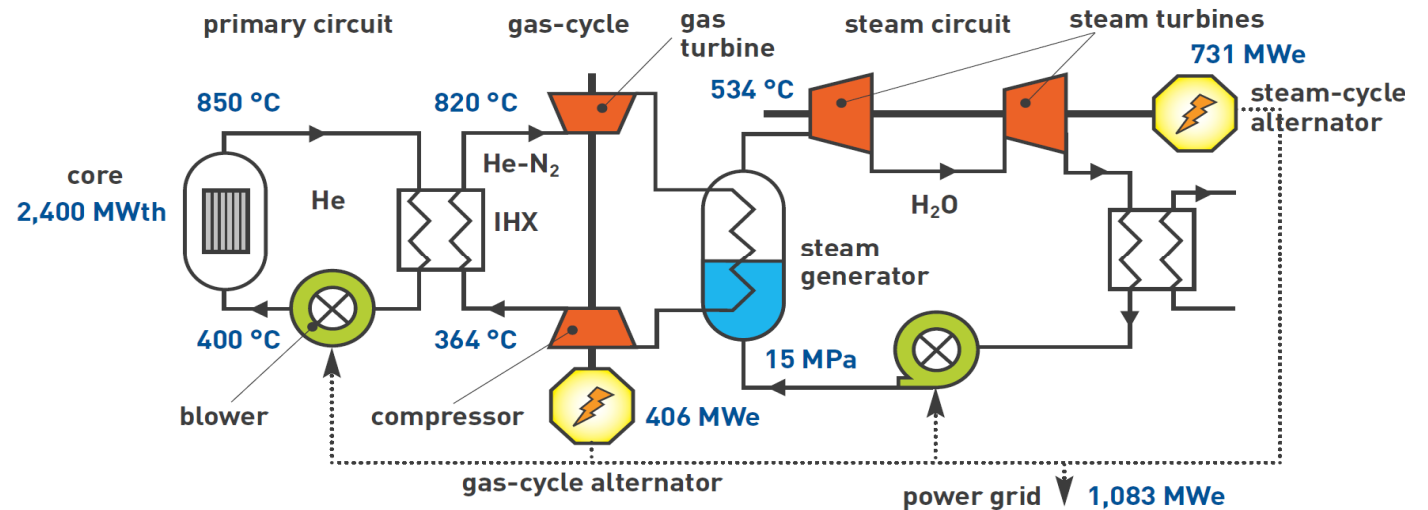 primary circuit
gas-cycle
gas
turbine
steam circuit
steam turbines
731 MWe
850 °C
820 °C
534 °C
steam-cycle
alternator
core
2,400 MWth
He
He-N₂
IHX
H₂O
steam
generator
400 °C
364 °C
15 MPa
blower
compressor
406 MWe
gas-cycle alternator
power grid
1,083 MWe